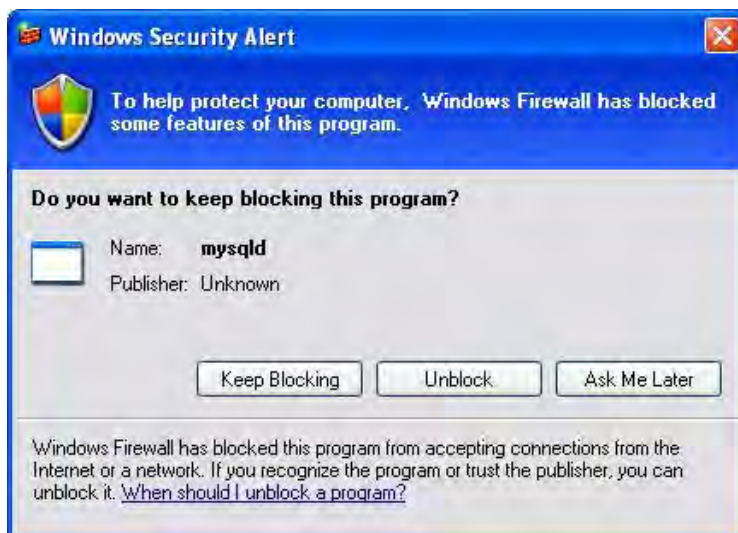 Windows Security Alert
To help protect your computer, Windows Firewall has blocked
some features of this program.
Do you want to keep blocking this program?
Name: mysqld
Publisher: Unknown
Keep Blocking Unblock Ask Me Later
Windows Firewall has blocked this program from accepting connections from the
Internet or a network. If you recognize the program or trust the publisher, you can
unblock it. When should I unblock a program?